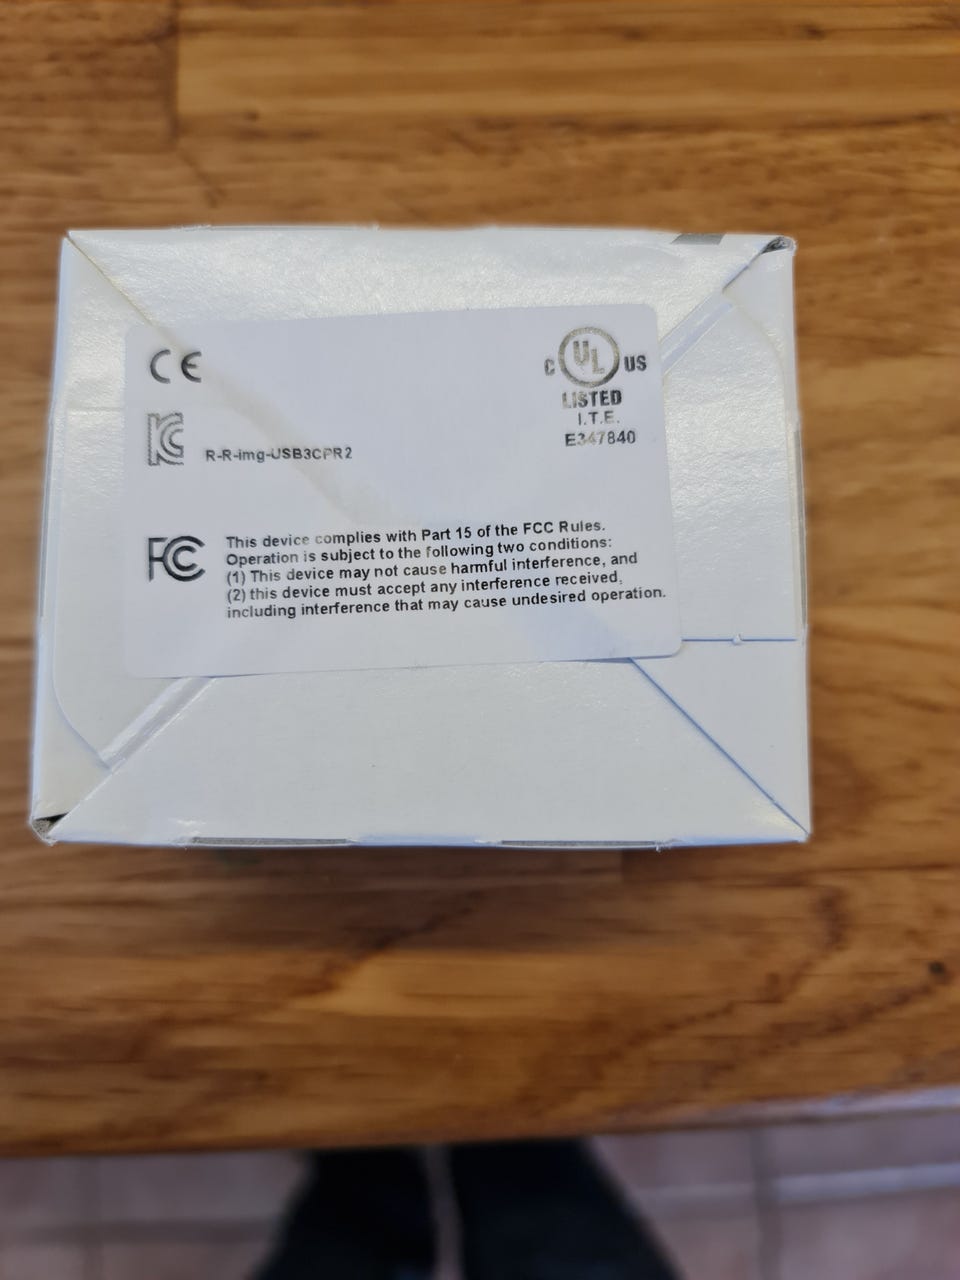 CE
C UL US
LISTED
I.T.E.
E347840
KC
R-R-img-USB3CPR2
FC
This device complies with Part 15 of the FCC Rules.
Operation is subject to the following two conditions:
(1) This device may not cause harmful interference, and
(2) this device must accept any interference received,
including interference that may cause undesired operation.